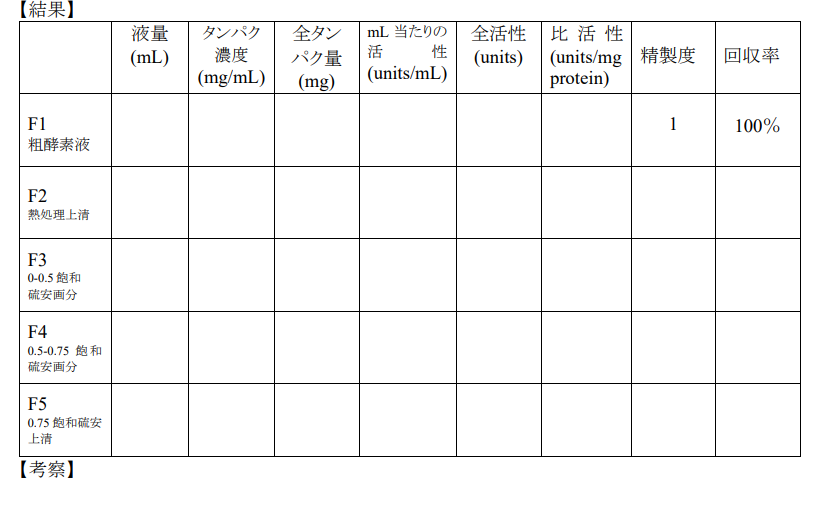 【結果】
液量
(mL)
タンパク
濃度
(mg/mL)
全タン
パク量
(mg)
mL 当たりの
活 性
(units/mL)
全活性
(units)
比 活 性
(units/mg
protein)
精製度
回収率
F1
粗酵素液
1
100%
F2
熱処理上清
F3
0-0.5 飽和
硫安画分
F4
0.5-0.75 飽和
硫安画分
F5
0.75 飽和硫安
上清
【考察】